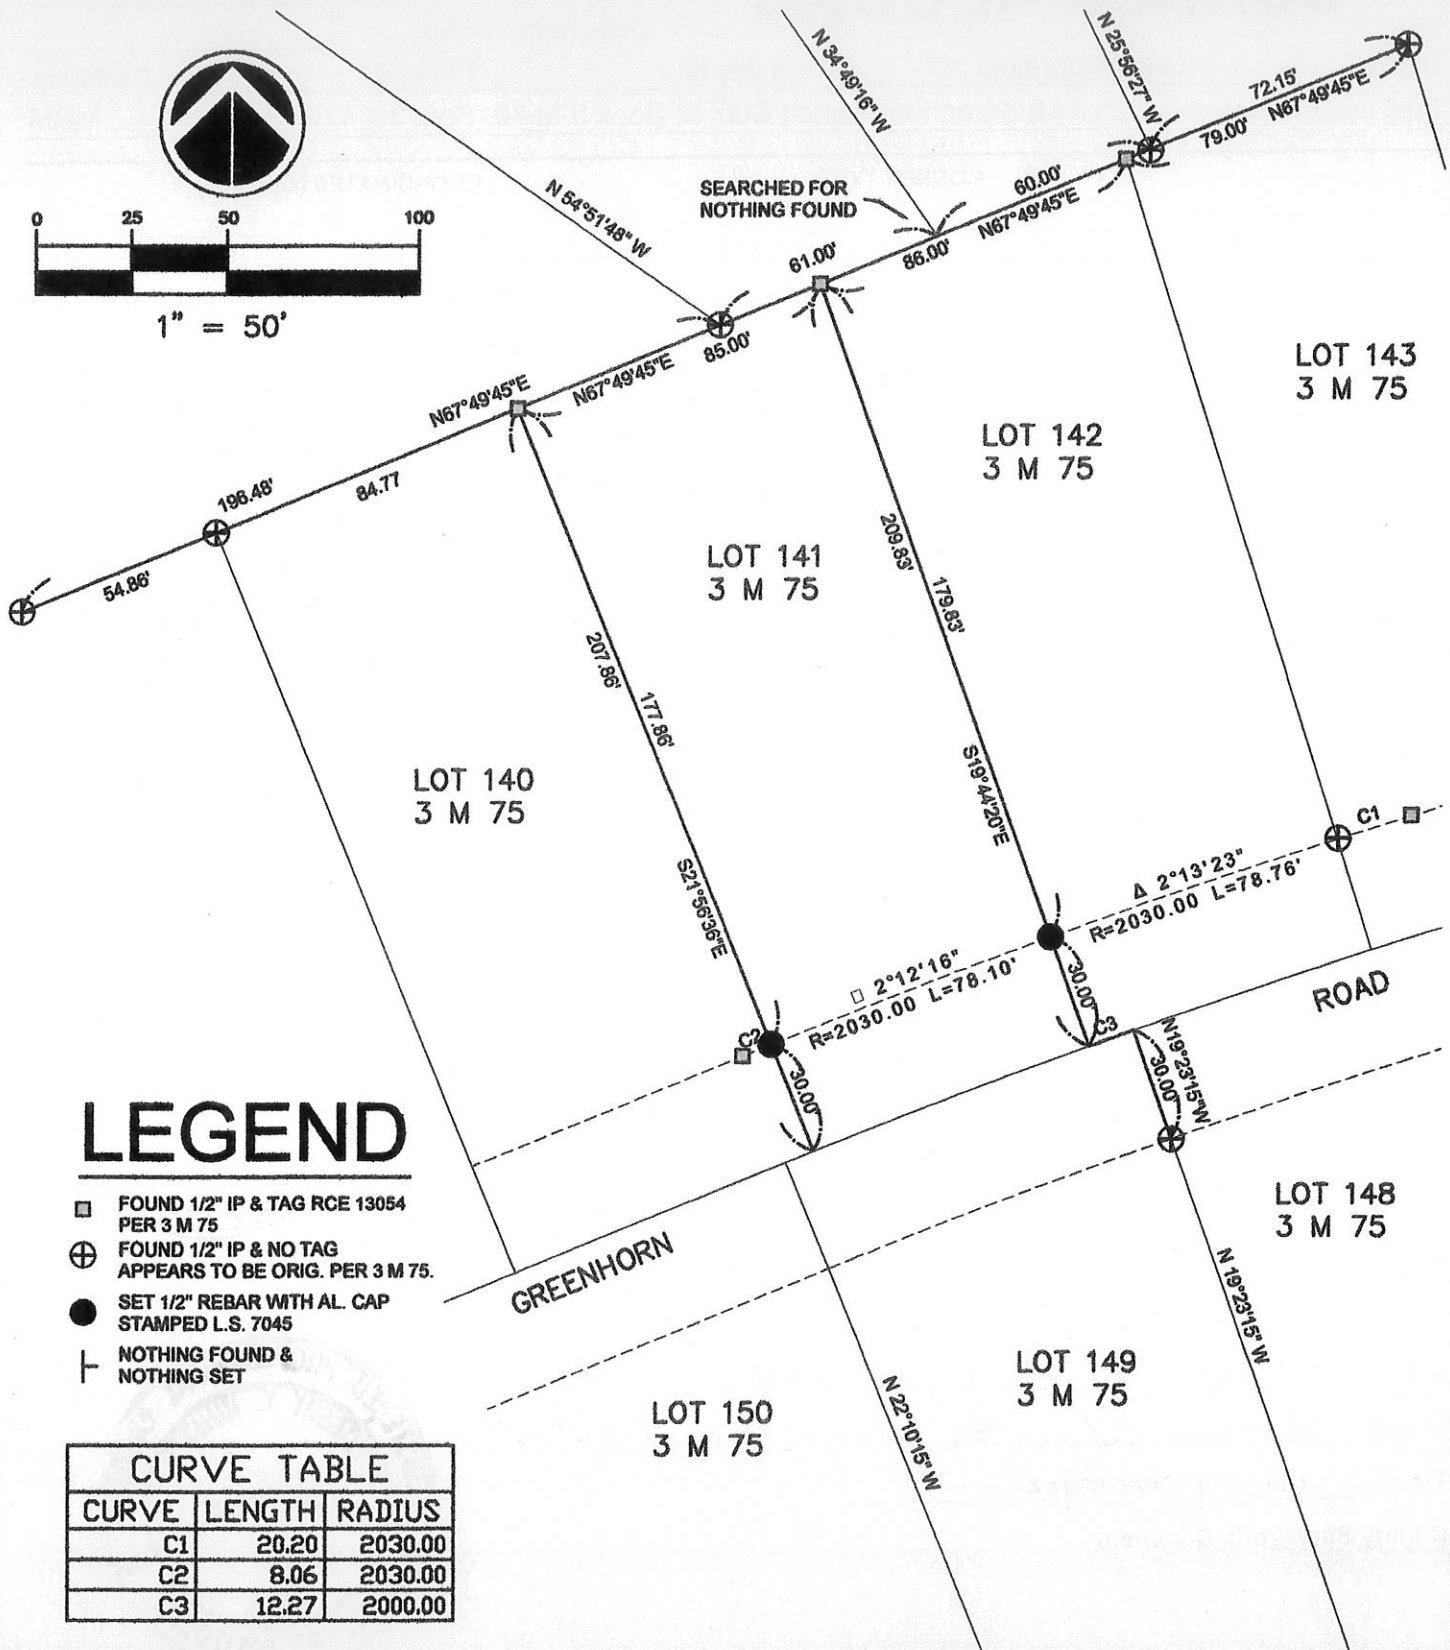 N 34°49'16" W
N 25°56'27" W
72.15'
N67°49'45"E
79.00'
0 25 50 100
1" = 50'
N 54°51'48" W
SEARCHED FOR
NOTHING FOUND
60.00'
N67°49'45"E
61.00'
86.00'
85.00'
N67°49'45"E
N67°49'45"E
LOT 143
3 M 75
LOT 142
3 M 75
196.48'
84.77
54.86'
LOT 141
3 M 75
209.83'
179.83'
S19°44'20"E
207.86'
177.86'
S21°56'36"E
LOT 140
3 M 75
C1
Δ 2°13'23"
R=2030.00 L=78.76'
□ 2°12'16"
R=2030.00 L=78.10'
C2
30.00'
30.00'
C3
30.00'
N19°23'15"W
ROAD
GREENHORN
LEGEND
FOUND 1/2" IP & TAG RCE 13054
PER 3 M 75
FOUND 1/2" IP & NO TAG
APPEARS TO BE ORIG. PER 3 M 75.
SET 1/2" REBAR WITH AL. CAP
STAMPED L.S. 7045
NOTHING FOUND &
NOTHING SET
LOT 148
3 M 75
N 19°23'15" W
LOT 149
3 M 75
LOT 150
3 M 75
N 22°10'15" W
CURVE TABLE
CURVE LENGTH RADIUS
C1 20.20 2030.00
C2 8.06 2030.00
C3 12.27 2000.00